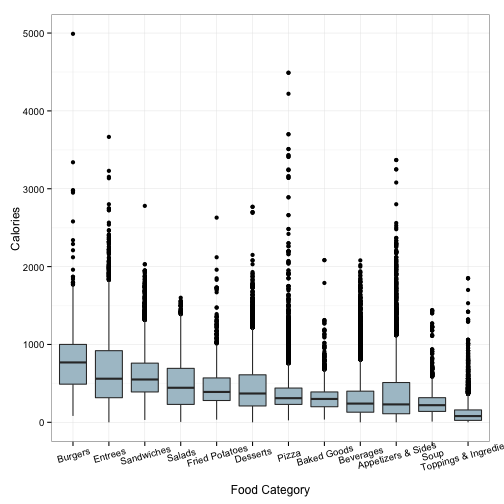 5000
4000
3000
2000
1000
0
Calories
Burgers
Entrees
Sandwiches
Salads
Fried Potatoes
Desserts
Pizza
Baked Goods
Beverages
Appetizers & Sides
Soup
Toppings & Ingredie
Food Category